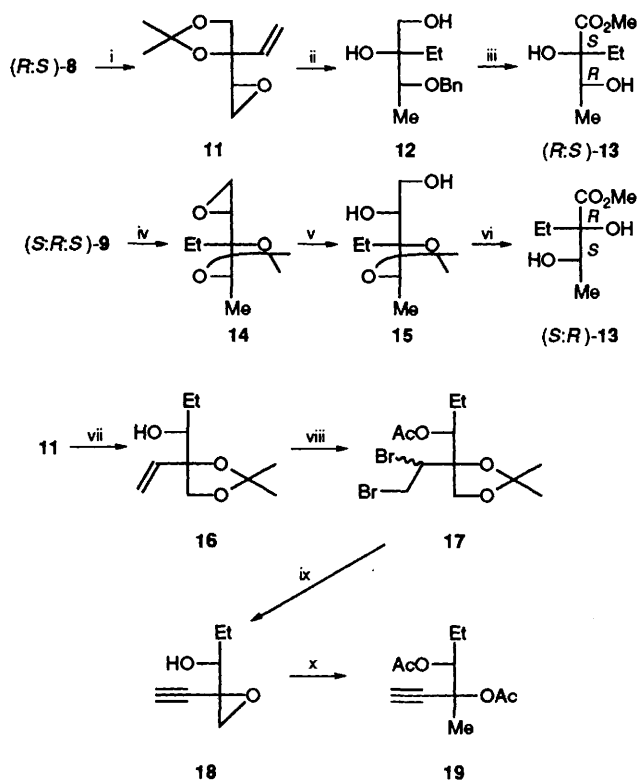 (R:S)-8
i
O
O
O
11
ii
OH
HO
Et
OBn
Me
12
iii
CO2Me
S
HO
Et
R
OH
Me
(R:S)-13
(S:R:S)-9
iv
O
Et
O
O
Me
14
v
OH
HO
Et
O
O
Me
15
vi
CO2Me
R
Et
OH
S
HO
Me
(S:R)-13
11
vii
Et
HO
O
O
16
viii
Et
AcO
Br
Br
O
O
17
ix
Et
HO
O
18
x
Et
AcO
OAc
Me
19